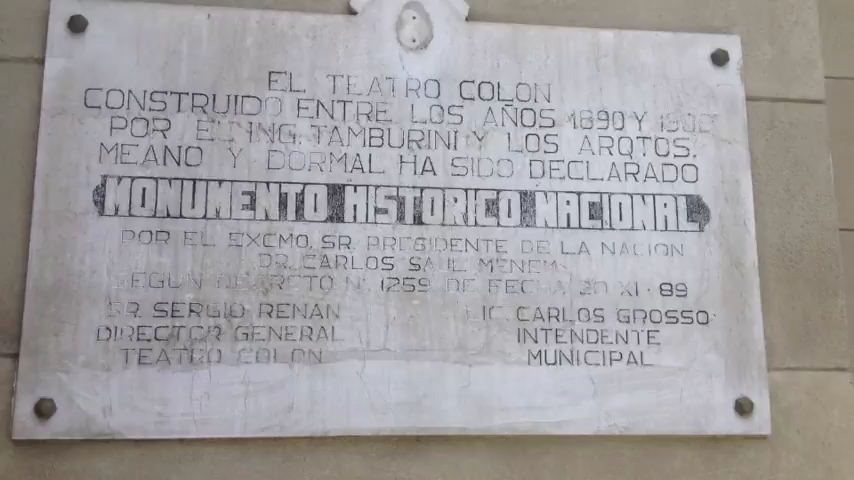 EL TEATRO COLON
CONSTRUIDO ENTRE LOS AÑOS 1890 Y
POR EL ING. TAMBURINI Y LOS ARQTOS.
MEANO Y DORMAL HA SIDO DECLARADO
MONUMENTO HISTORICO NACIONAL
POR EL EXCMO. SR. PRESIDENTE DE LA NACION
DR. CARLOS SAUL MENEM
SEGUN DECRETO N. 1259 DE FECHA 20·XI·89
SR. SERGIO RENAN
DIRECTOR GENERAL
TEATRO COLON
LIC. CARLOS GROSSO
INTENDENTE
MUNICIPAL